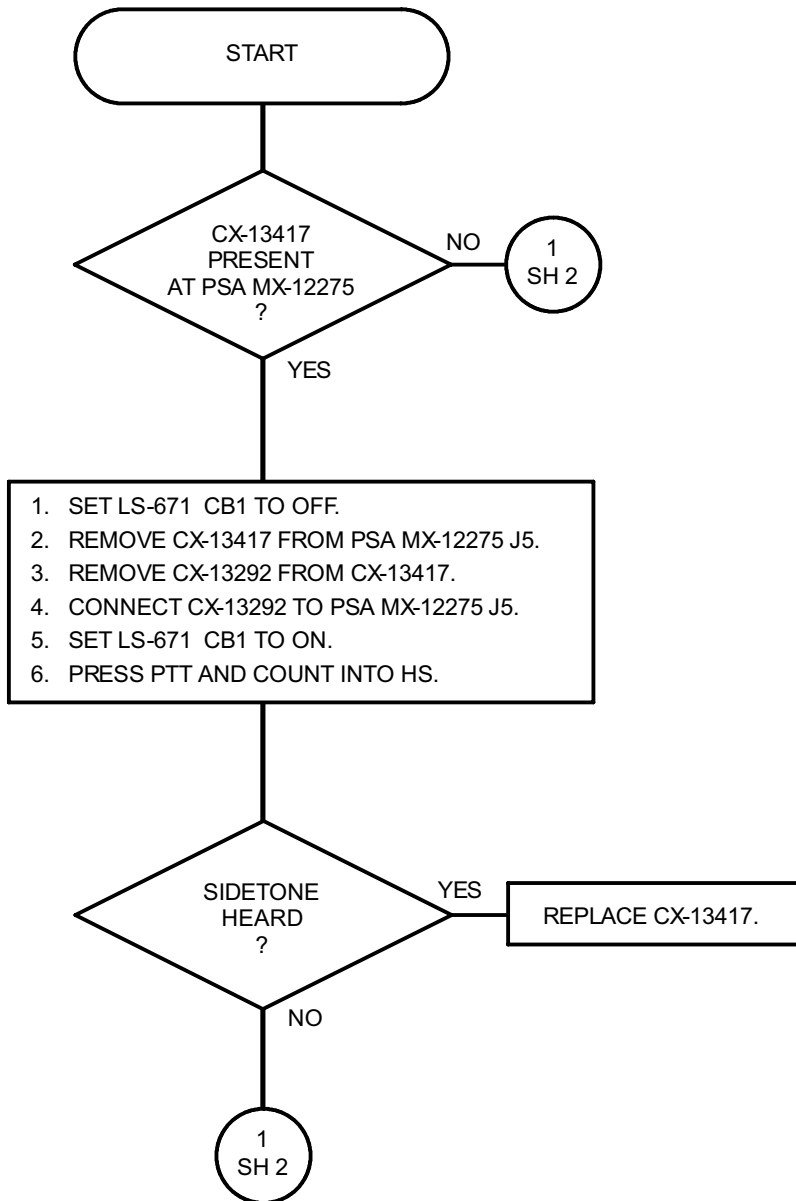 START
CX-13417
PRESENT
AT PSA MX-12275
?
NO
1
SH 2
YES
1. SET LS-671 CB1 TO OFF.
2. REMOVE CX-13417 FROM PSA MX-12275 J5.
3. REMOVE CX-13292 FROM CX-13417.
4. CONNECT CX-13292 TO PSA MX-12275 J5.
5. SET LS-671 CB1 TO ON.
6. PRESS PTT AND COUNT INTO HS.
SIDETONE
HEARD
?
YES
REPLACE CX-13417.
NO
1
SH 2